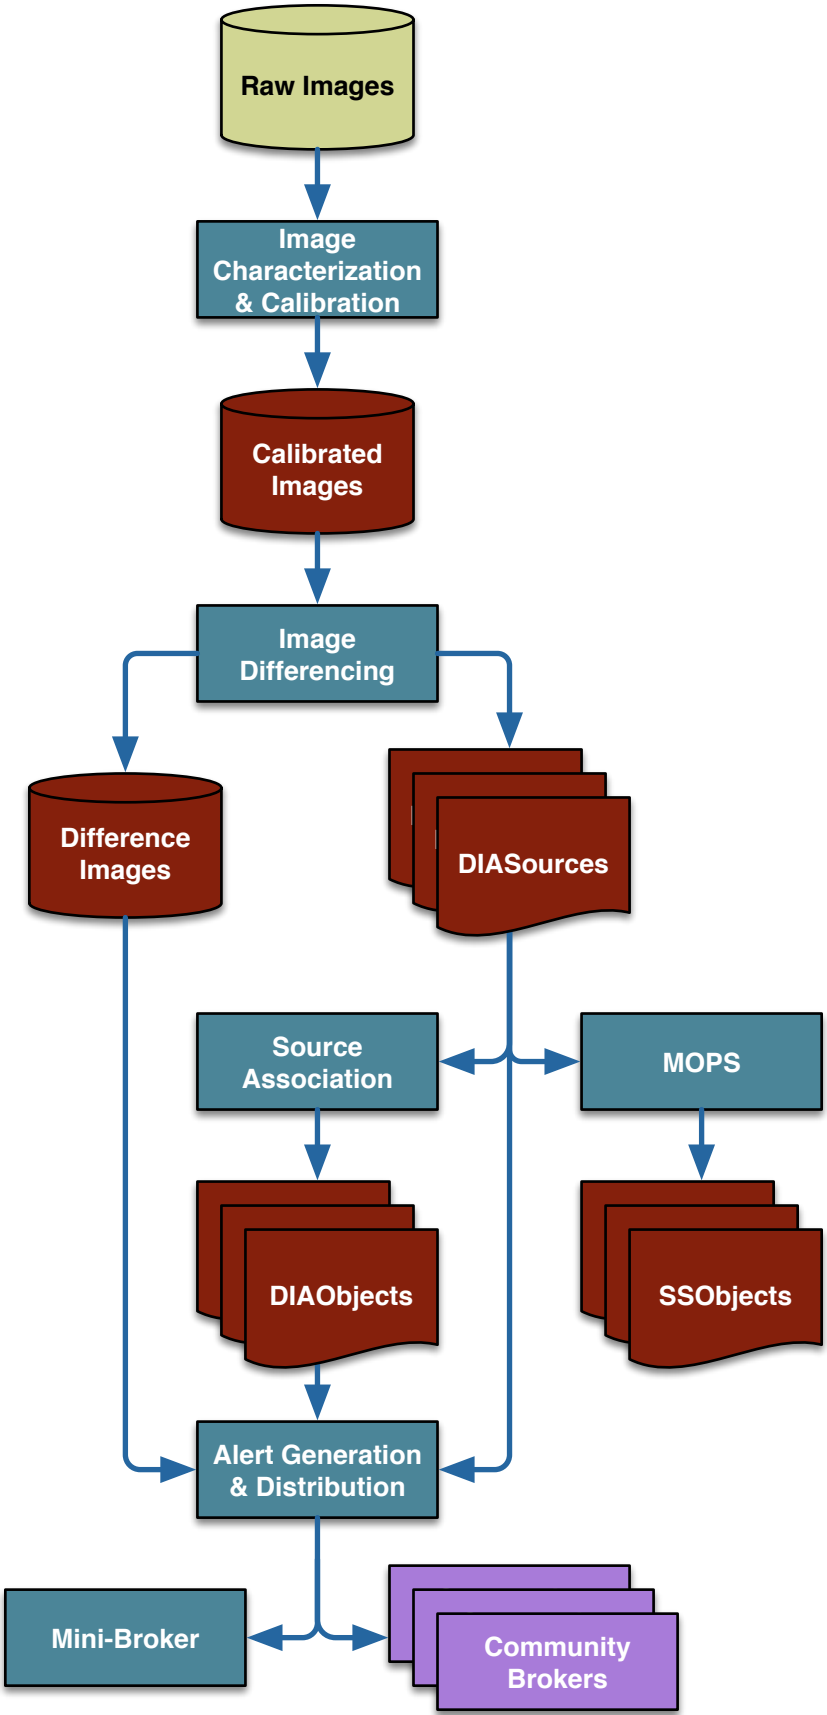 Raw Images
Image
Characterization
& Calibration
Calibrated
Images
Image
Differencing
Difference
Images
DIASources
Source
Association
MOPS
DIAObjects
SSObjects
Alert Generation
& Distribution
Mini-Broker
Community
Brokers